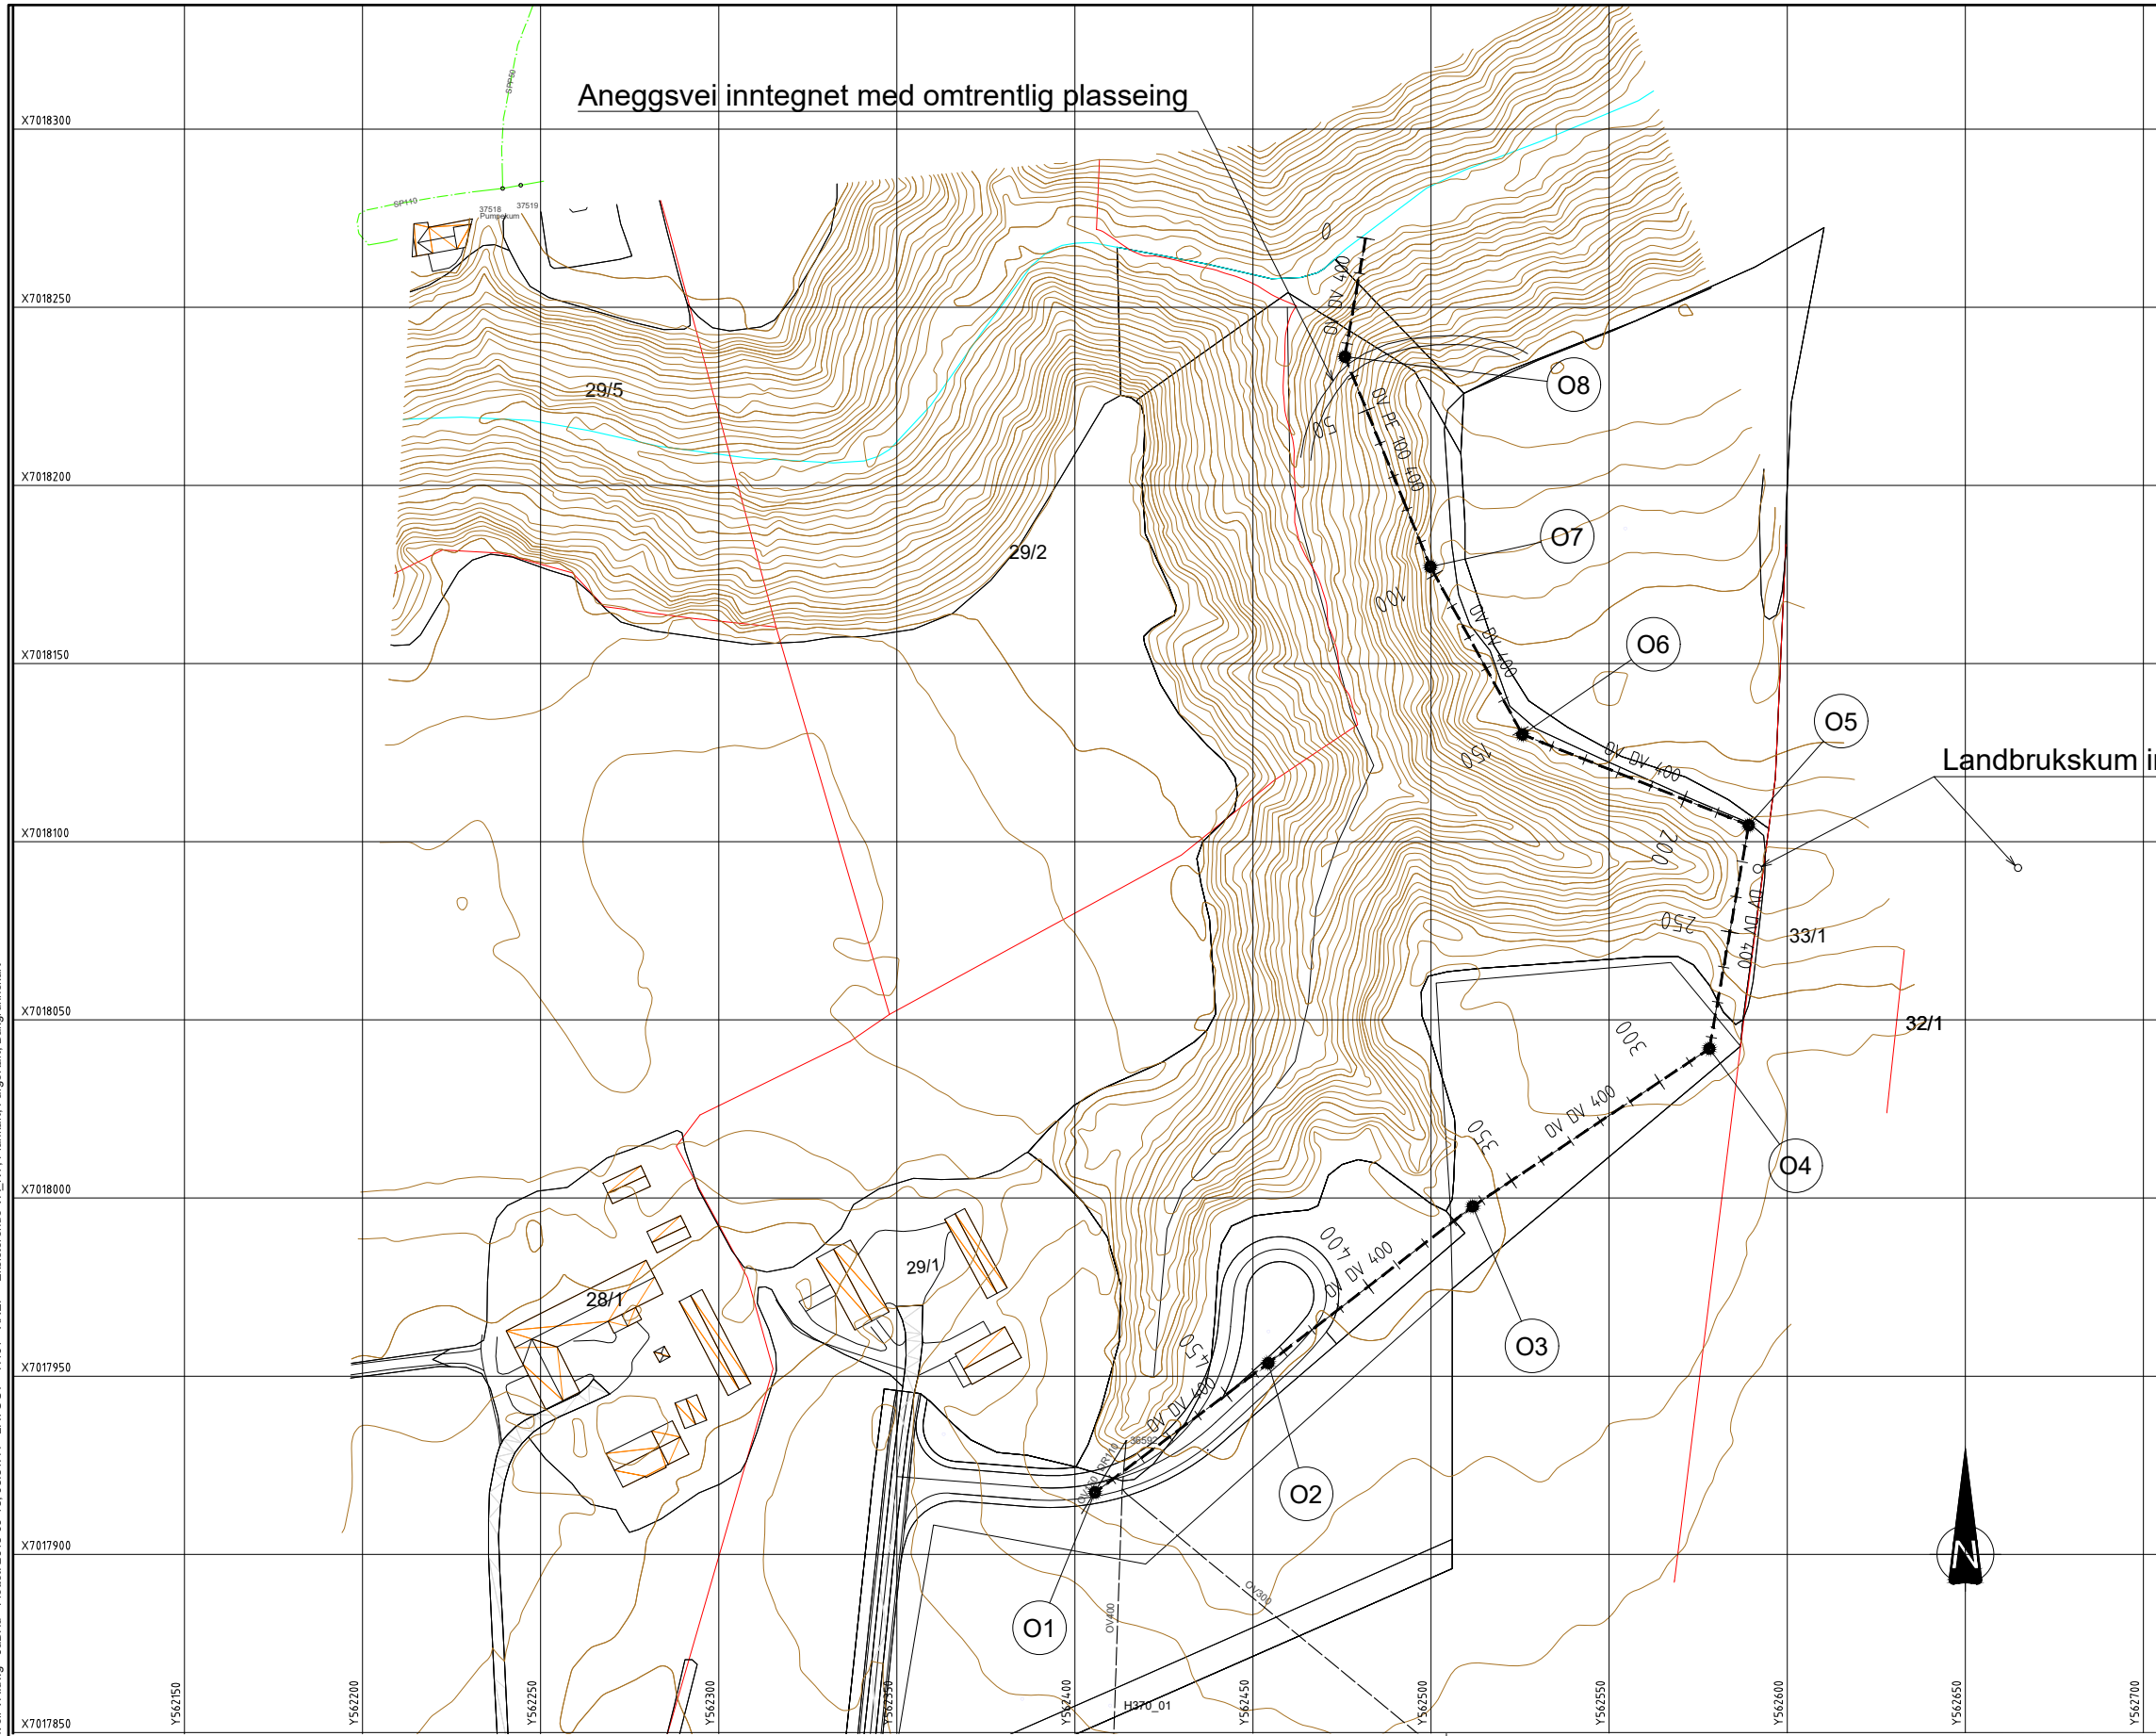 Aneggsvei inntegnet med omtrentlig plasseing
SPP50
X7018300
SP110
37518
37519
Pumpekum
0
OV DV 400
X7018250
O8
29/5
50
OV PE 100 400
X7018200
O7
29/2
100
OV DV 400
O6
X7018150
O5
150
OV DV 400
Landbrukskum i
X7018100
200
OV DV 400
250
33/1
X7018050
32/1
300
OV DV 400
350
O4
X7018000
400
OV DV 400
29/1
28/1
O3
450
X7017950
OV DV 400
36592
O2
X7017900
N
OV300
O1
OV400
H370_01
X7017850
Y562150
Y562200
Y562250
Y562300
Y562350
Y562400
Y562450
Y562500
Y562550
Y562600
Y562650
Y562700